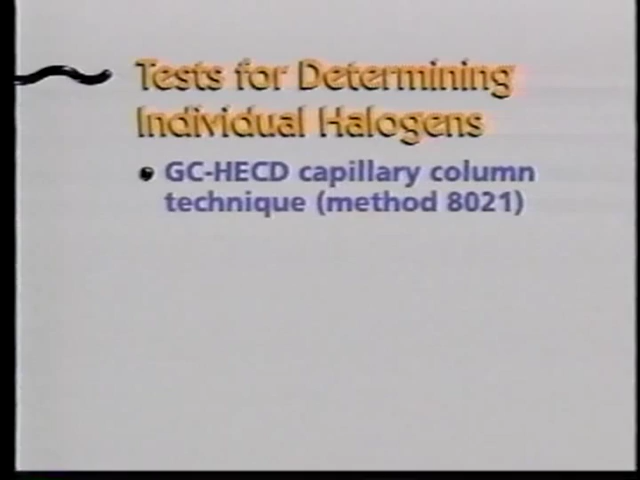 Tests for Determining
Individual Halogens
GC-HECD capillary column
technique (method 8021)